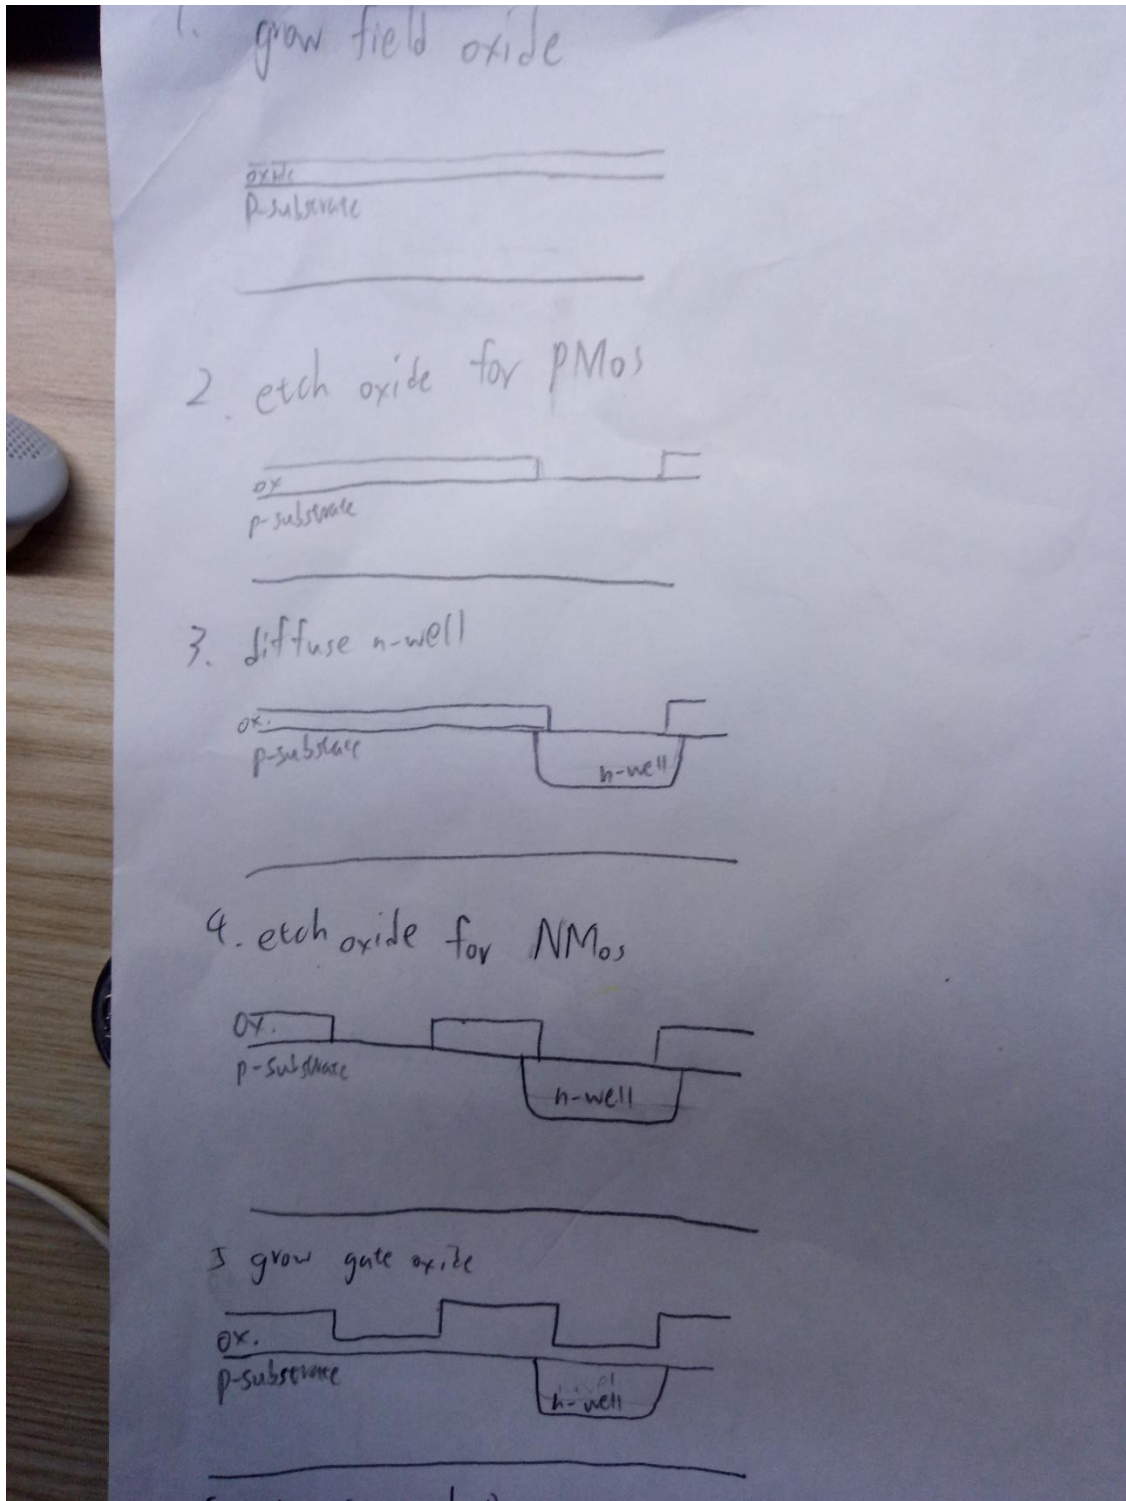 1. grow field oxide
oxide
p-substrate
2. etch oxide for PMos
ox
p-substrate
3. diffuse n-well
ox.
p-substace
n-well
4. etch oxide for NMos
ox.
p-substrate
n-well
5 grow gate oxide
ox.
p-substrate
n-well